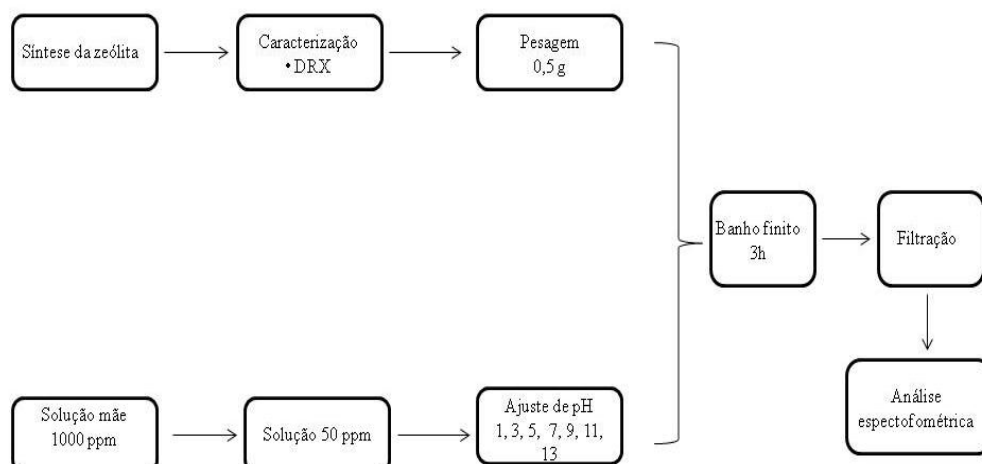 Síntese da zeólita
Caracterização
• DRX
Pesagem
0,5 g
Solução mãe
1000 ppm
Solução 50 ppm
Ajuste de pH
1, 3, 5, 7, 9, 11,
13
Banho finito
3h
Filtração
Análise
espectofométrica